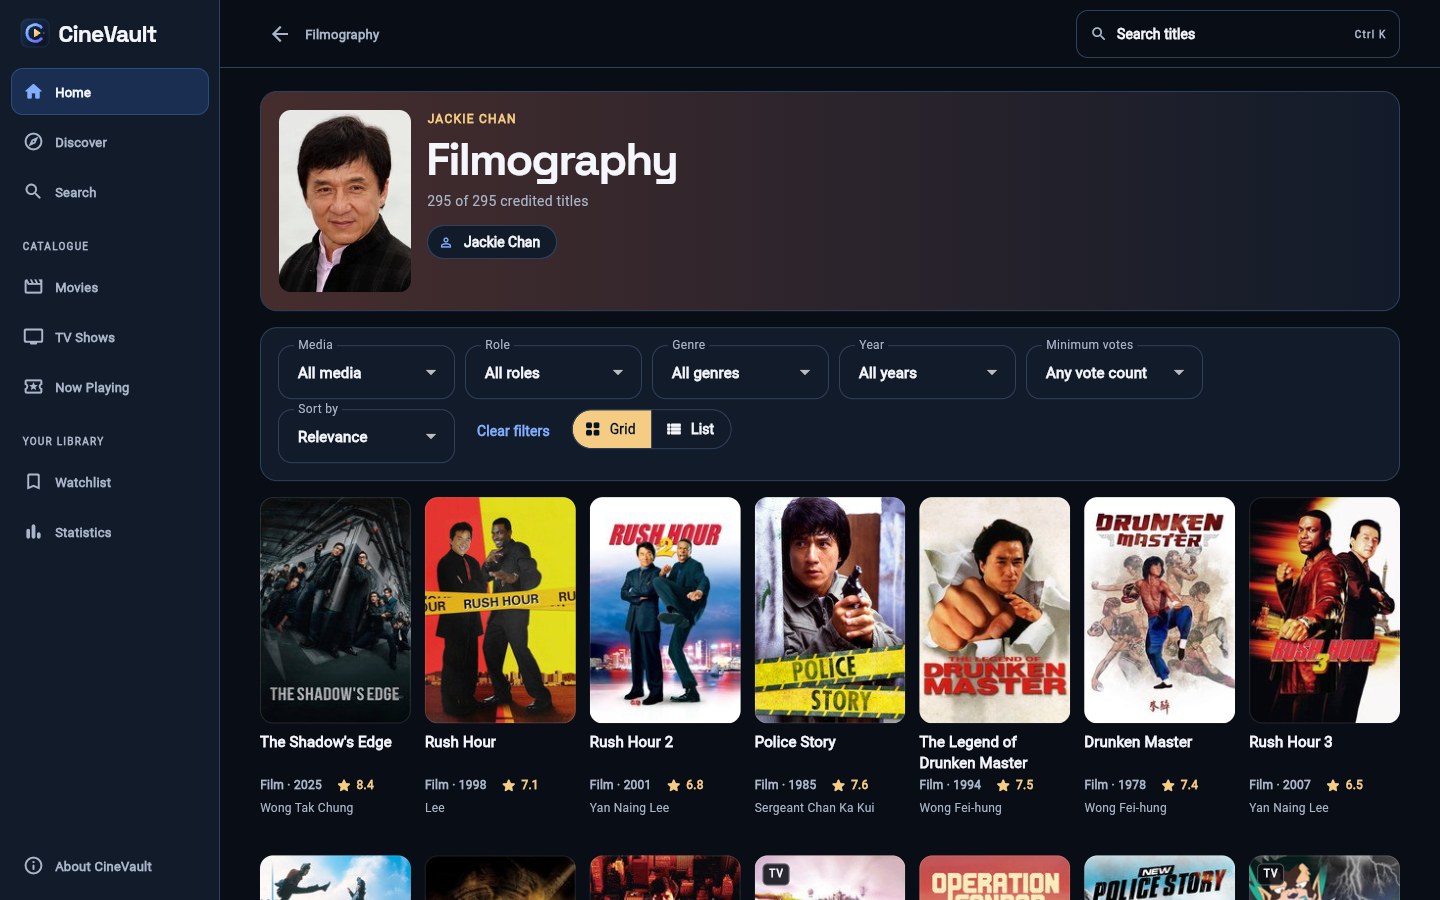 CineVault
Filmography
Search titles
Ctrl K
Home
Discover
Search
CATALOGUE
Movies
TV Shows
Now Playing
YOUR LIBRARY
Watchlist
Statistics
About CineVault
JACKIE CHAN
Filmography
295 of 295 credited titles
Jackie Chan
Media
All media
Role
All roles
Genre
All genres
Year
All years
Minimum votes
Any vote count
Sort by
Relevance
Clear filters
Grid
List
THE SHADOW'S EDGE
The Shadow's Edge
Film · 2025 8.4
Wong Tak Chung
RUSH HOUR
Rush Hour
Film · 1998 7.1
Lee
RUSH HOUR
2
Rush Hour 2
Film · 2001 6.8
Yan Naing Lee
POLICE
STORY
Police Story
Film · 1985 7.6
Sergeant Chan Ka Kui
THE LEGEND OF
DRUNKEN
MASTER
The Legend of
Drunken Master
Film · 1994 7.5
Wong Fei-hung
DRUNKEN
MASTER
Drunken Master
Film · 1978 7.4
Wong Fei-hung
RUSH HOUR
3
Rush Hour 3
Film · 2007 6.5
Yan Naing Lee
TV
OPERATION
NEW
POLICE STORY
TV